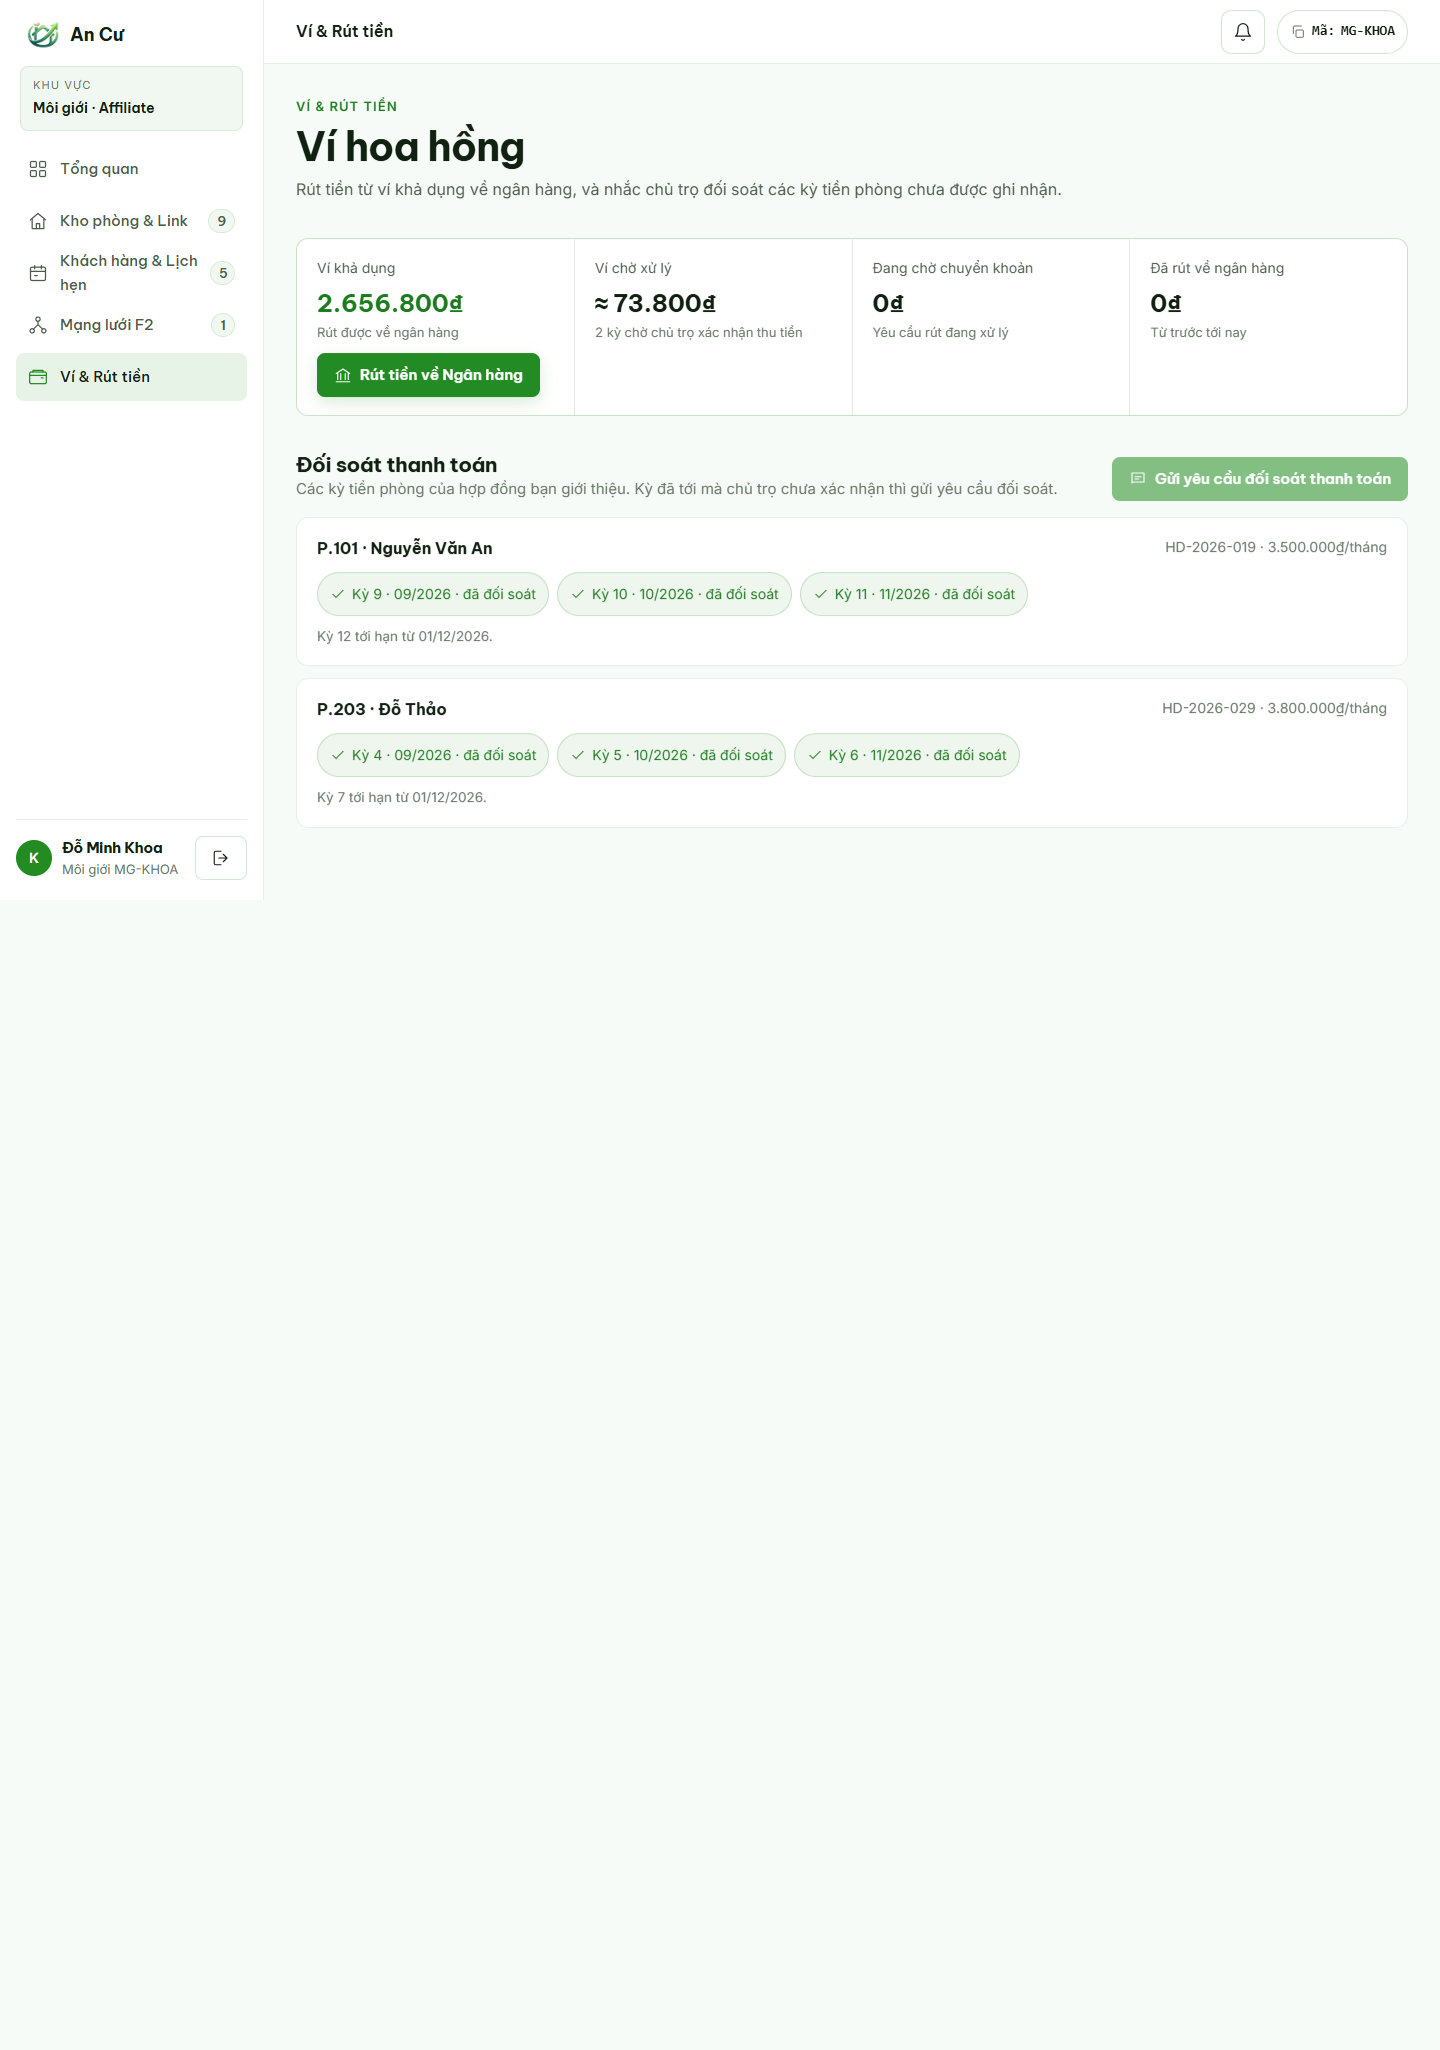 An Cư
KHU VỰC
Môi giới · Affiliate
Tổng quan
Kho phòng & Link 9
Khách hàng & Lịch hẹn 5
Mạng lưới F2 1
Ví & Rút tiền
Đỗ Minh Khoa
Môi giới MG-KHOA
K
Ví & Rút tiền
Mã: MG-KHOA
VÍ & RÚT TIỀN
Ví hoa hồng
Rút tiền từ ví khả dụng về ngân hàng, và nhắc chủ trọ đối soát các kỳ tiền phòng chưa được ghi nhận.
Ví khả dụng
2.656.800₫
Rút được về ngân hàng
Rút tiền về Ngân hàng
Ví chờ xử lý
≈ 73.800₫
2 kỳ chờ chủ trọ xác nhận thu tiền
Đang chờ chuyển khoản
0₫
Yêu cầu rút đang xử lý
Đã rút về ngân hàng
0₫
Từ trước tới nay
Đối soát thanh toán
Các kỳ tiền phòng của hợp đồng bạn giới thiệu. Kỳ đã tới mà chủ trọ chưa xác nhận thì gửi yêu cầu đối soát.
Gửi yêu cầu đối soát thanh toán
P.101 · Nguyễn Văn An
HD-2026-019 · 3.500.000₫/tháng
Kỳ 9 · 09/2026 · đã đối soát
Kỳ 10 · 10/2026 · đã đối soát
Kỳ 11 · 11/2026 · đã đối soát
Kỳ 12 tới hạn từ 01/12/2026.
P.203 · Đỗ Thảo
HD-2026-029 · 3.800.000₫/tháng
Kỳ 4 · 09/2026 · đã đối soát
Kỳ 5 · 10/2026 · đã đối soát
Kỳ 6 · 11/2026 · đã đối soát
Kỳ 7 tới hạn từ 01/12/2026.